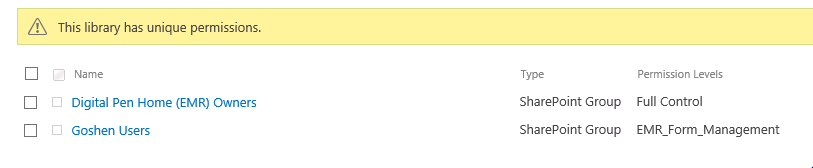 This library has unique permissions.
Name Type Permission Levels
Digital Pen Home (EMR) Owners SharePoint Group Full Control
Goshen Users SharePoint Group EMR_Form_Management